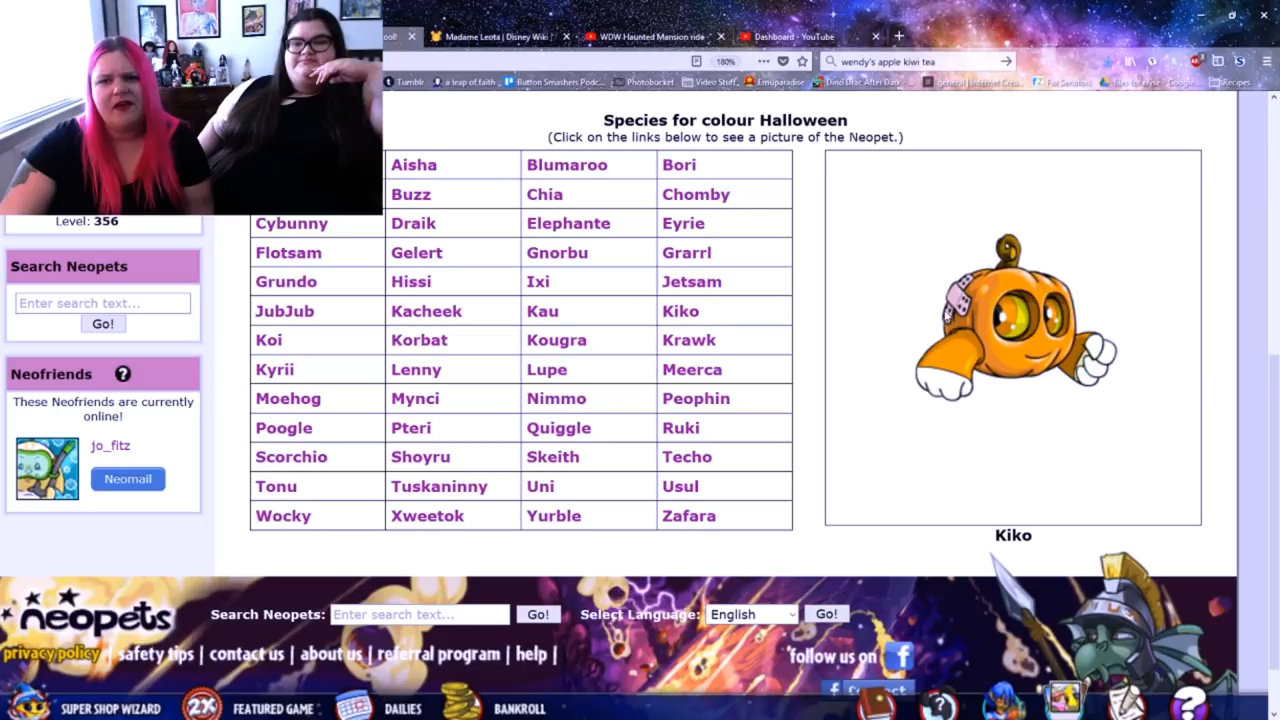 Madame Leota | Disney Wiki
WDW Haunted Mansion ride
Dashboard - YouTube
180%
wendy's apple kiwi tea
Tumblr
a leap of faith
Button Smashers Podc...
Photobucket
Video Stuff
Emuparadise
Dino Drac After Dark
Fox Senators
Recipes
Species for colour Halloween
(Click on the links below to see a picture of the Neopet.)
Aisha Blumaroo Bori
Buzz Chia Chomby
Cybunny Draik Elephante Eyrie
Flotsam Gelert Gnorbu Grarrl
Grundo Hissi Ixi Jetsam
JubJub Kacheek Kau Kiko
Koi Korbat Kougra Krawk
Kyrii Lenny Lupe Meerca
Moehog Mynci Nimmo Peophin
Poogle Pteri Quiggle Ruki
Scorchio Shoyru Skeith Techo
Tonu Tuskaninny Uni Usul
Wocky Xweetok Yurble Zafara
Kiko
Level: 356
Search Neopets
Enter search text...
Go!
Neofriends ?
These Neofriends are currently
online!
jo_fitz
Neomail
neopets
Search Neopets: Enter search text... Go! Select Language: English Go!
privacy policy | safety tips | contact us | about us | referral program | help |
follow us on f
SUPER SHOP WIZARD
2X FEATURED GAME
DAILIES
BANKROLL